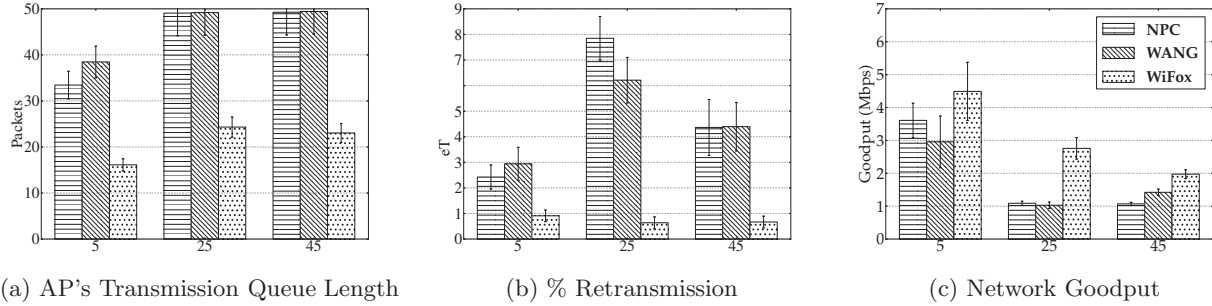 50
40
30
20
10
0
Packets
5 25 45
(a) AP's Transmission Queue Length
9
8
7
5
4
3
2
1
0
eT
5 25 45
(b) % Retransmission
7
6
5
4
3
2
1
0
Goodput (Mbps)
NPC
WANG
WiFox
5 25 45
(c) Network Goodput